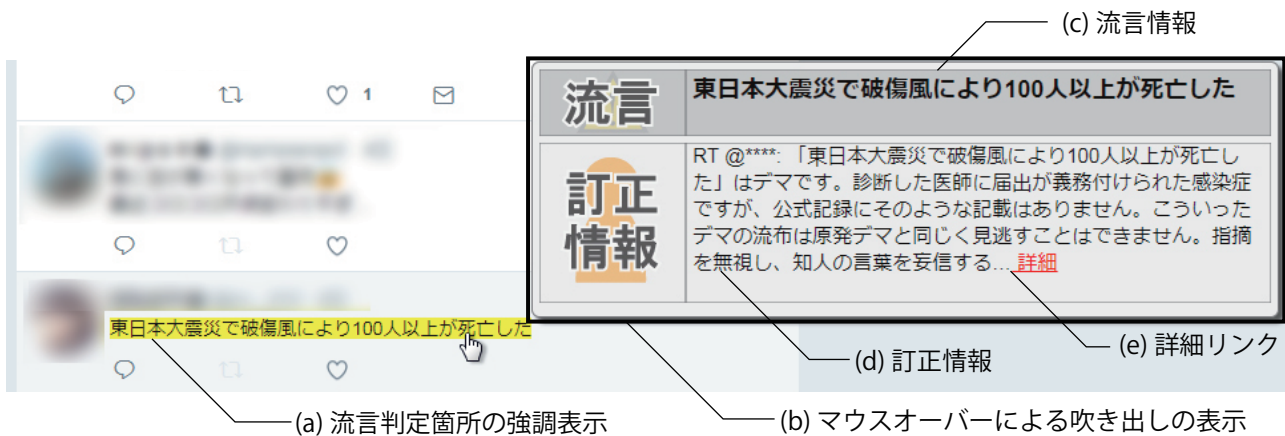 (c) 流言情報
1
流言
東日本大震災で破傷風により100人以上が死亡した
訂正
情報
RT @****: 「東日本大震災で破傷風により100人以上が死亡し
た」はデマです。診断した医師に届出が義務付けられた感染症
ですが、公式記録にそのような記載はありません。こういった
デマの流布は原発デマと同じく見逃すことはできません。指摘
を無視し、知人の言葉を妄信する... 詳細
東日本大震災で破傷風により100人以上が死亡した
(d) 訂正情報
(e) 詳細リンク
(a) 流言判定箇所の強調表示
(b) マウスオーバーによる吹き出しの表示